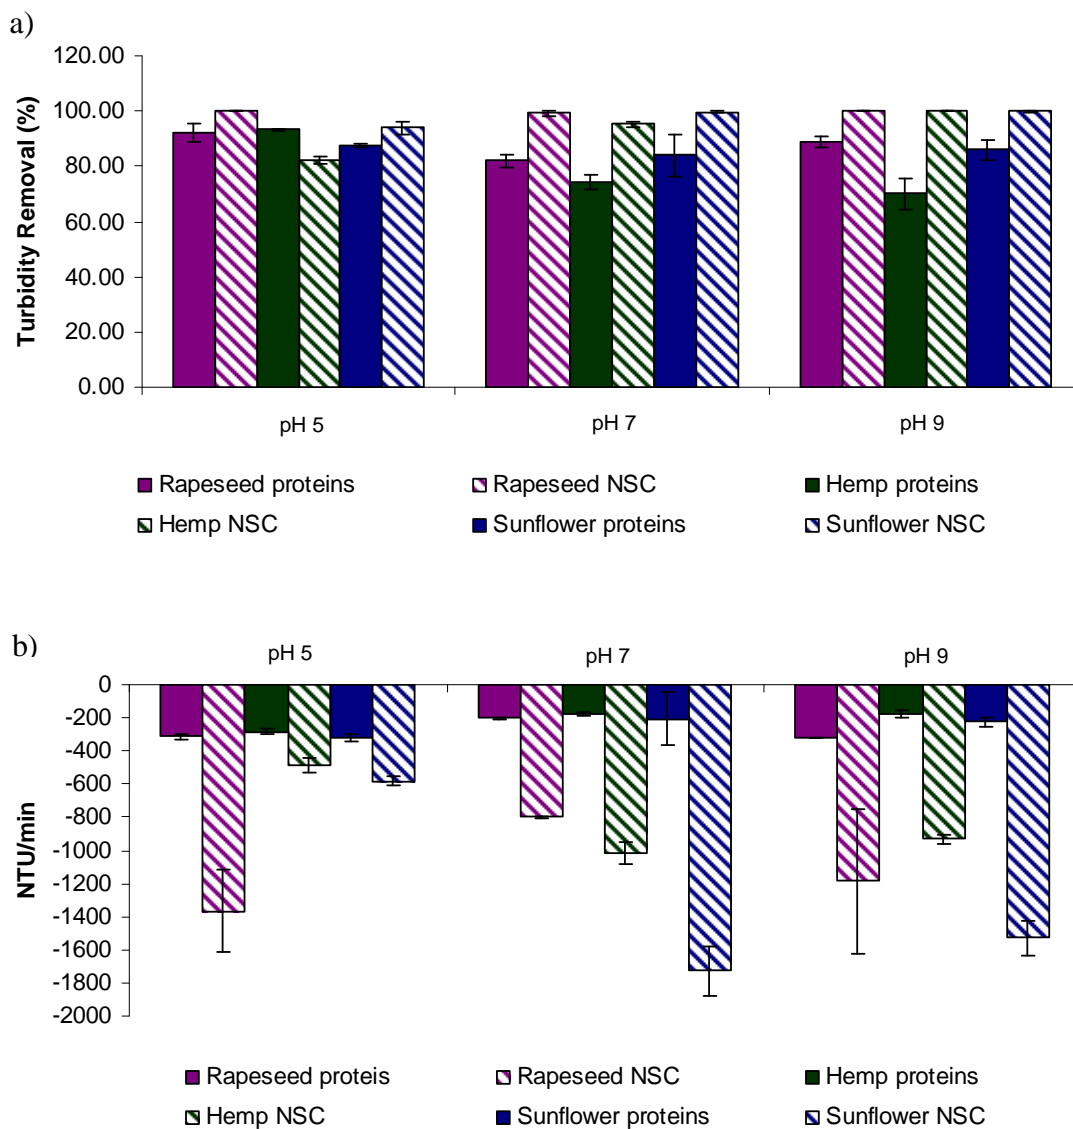 a)
120.00
100.00
80.00
60.00
40.00
20.00
0.00
Turbidity Removal (%)
pH 5 pH 7 pH 9
Rapeseed proteins Rapeseed NSC Hemp proteins
Hemp NSC Sunflower proteins Sunflower NSC
b)
pH 5 pH 7 pH 9
0
-200
-400
-600
-800
-1000
-1200
-1400
-1600
-1800
-2000
NTU/min
Rapeseed proteis Rapeseed NSC Hemp proteins
Hemp NSC Sunflower proteins Sunflower NSC